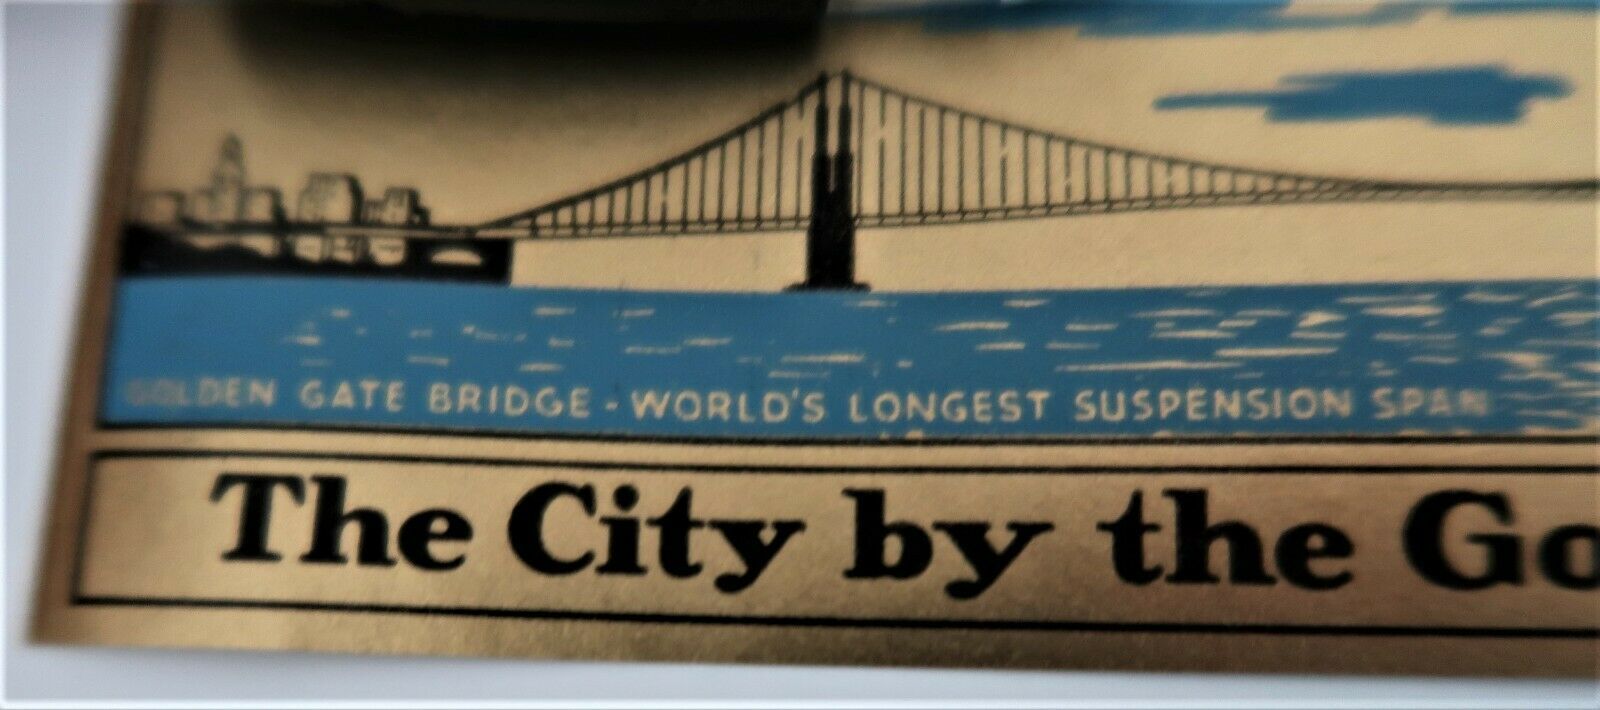 GOLDEN GATE BRIDGE - WORLD'S LONGEST SUSPENSION SPAN
The City by the Go